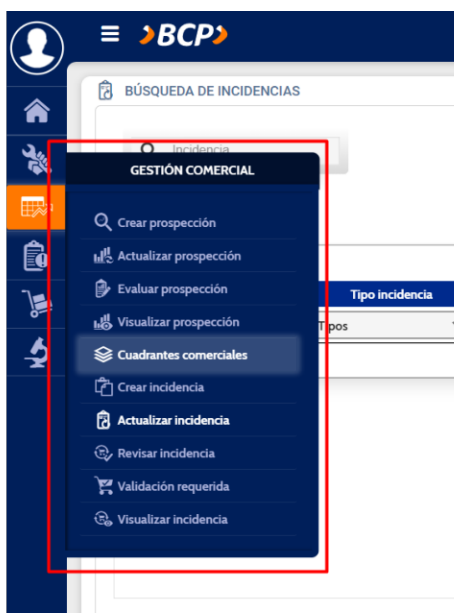 BCP
BÚSQUEDA DE INCIDENCIAS
Incidencia
GESTIÓN COMERCIAL
Crear prospección
Actualizar prospección
Evaluar prospección
Tipo incidencia
Visualizar prospección
Tipos
Cuadrantes comerciales
Crear incidencia
Actualizar incidencia
Revisar incidencia
Validación requerida
Visualizar incidencia